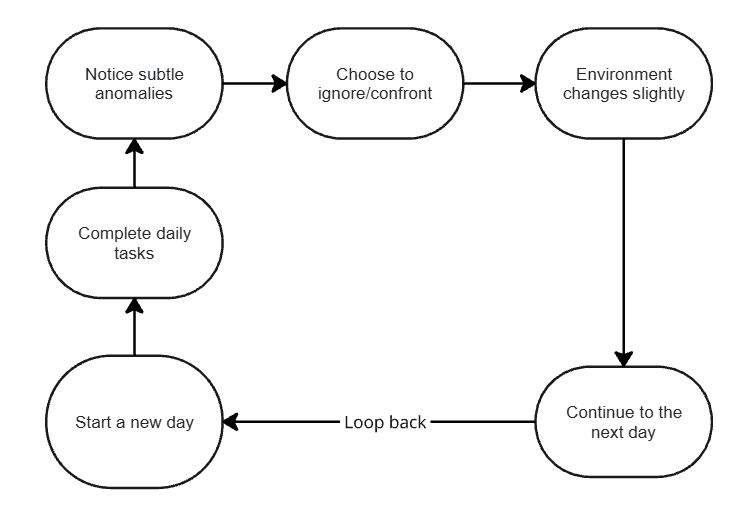 Notice subtle
anomalies
Choose to
ignore/confront
Environment
changes slightly
Complete daily
tasks
Start a new day
Loop back
Continue to the
next day